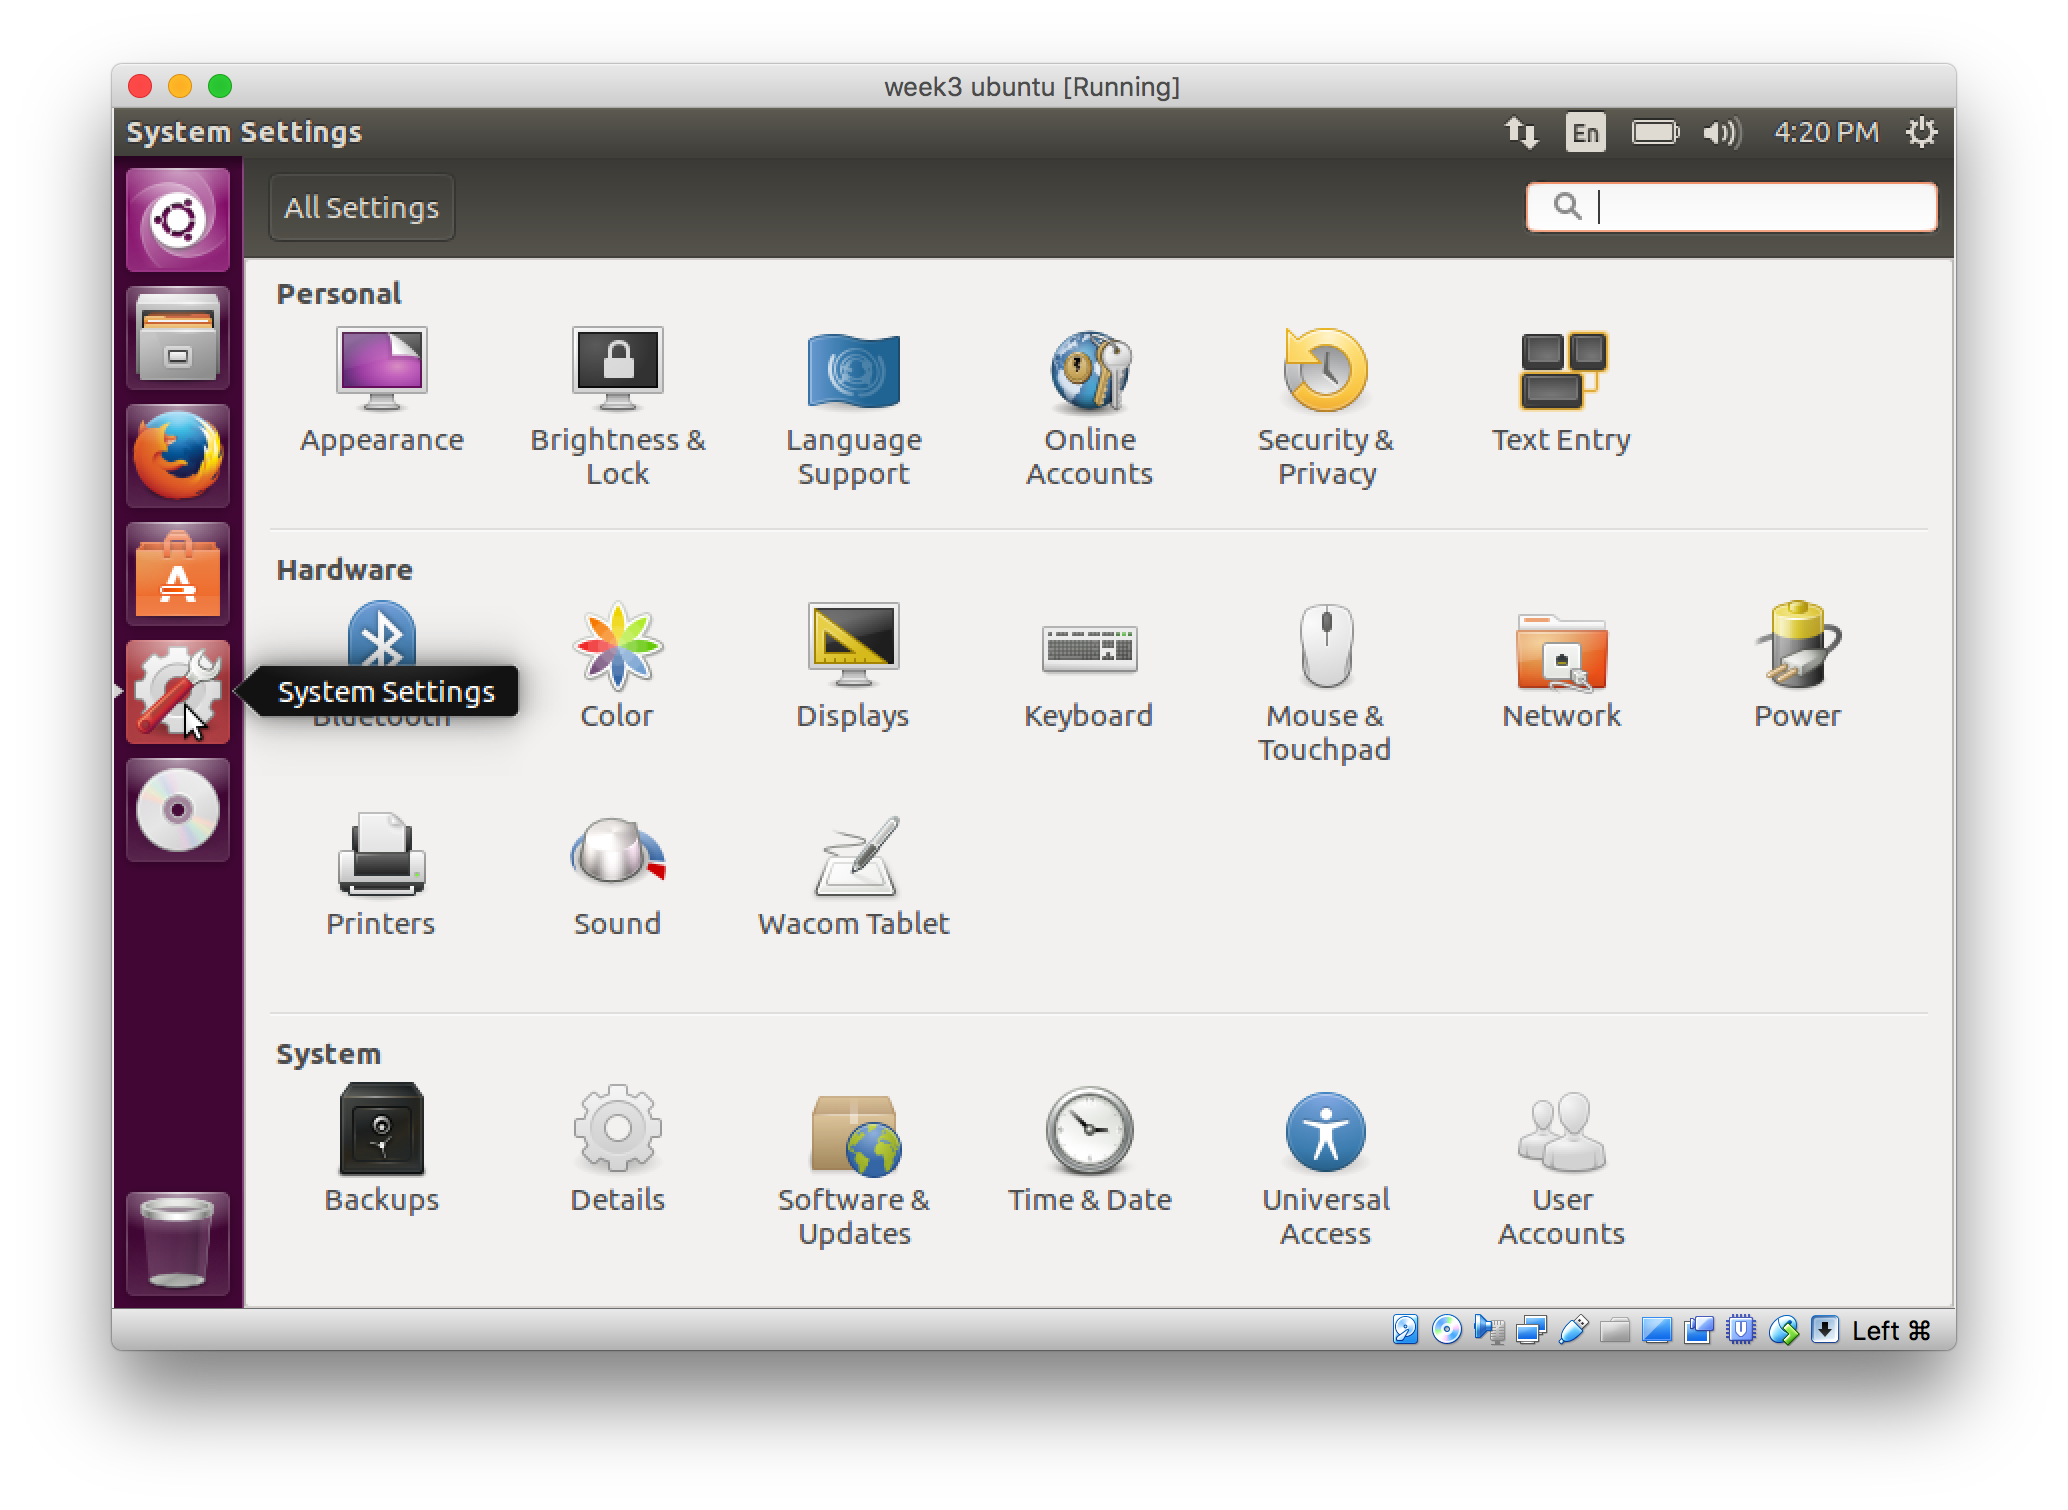 week3 ubuntu [Running]
System Settings
En
4:20 PM
All Settings
Personal
Appearance
Brightness &
Lock
Language
Support
Online
Accounts
Security &
Privacy
Text Entry
Hardware
System Settings
Bluetooth
Color
Displays
Keyboard
Mouse &
Touchpad
Network
Power
Printers
Sound
Wacom Tablet
System
Backups
Details
Software &
Updates
Time & Date
Universal
Access
User
Accounts
Left ⌘